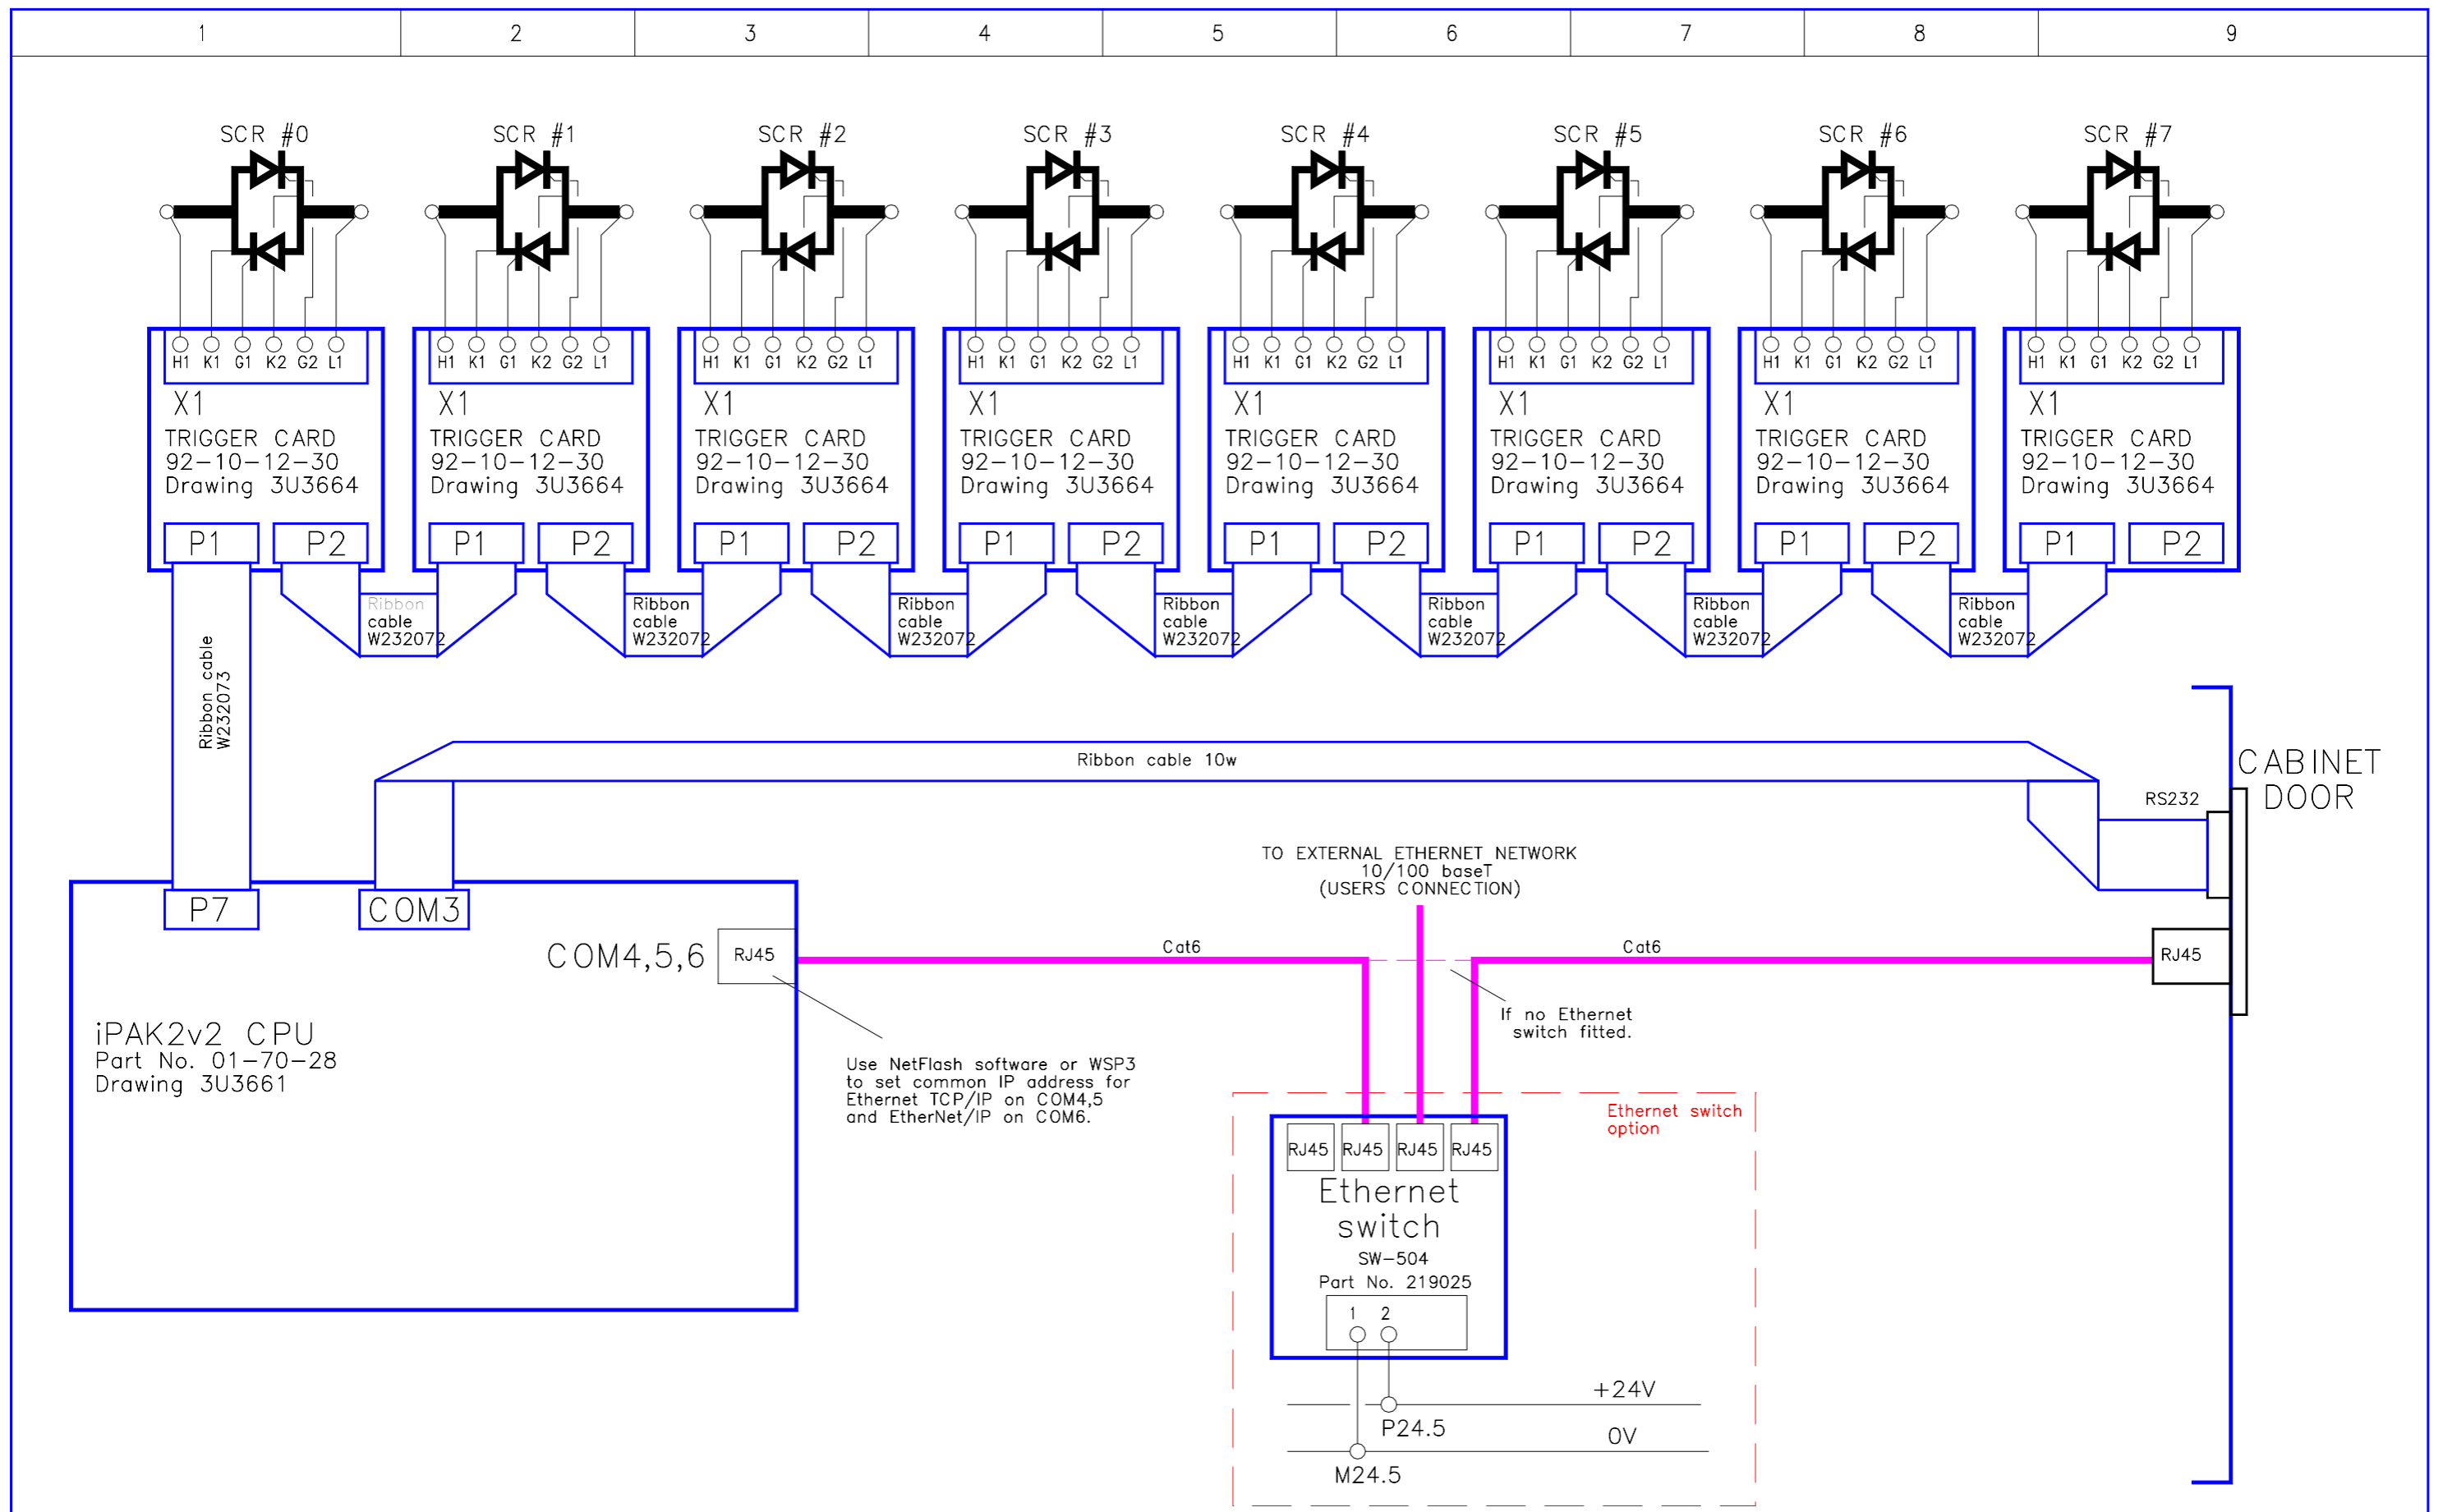 1 2 3 4 5 6 7 8 9
SCR #0 SCR #1 SCR #2 SCR #3 SCR #4 SCR #5 SCR #6 SCR #7
H1 K1 G1 K2 G2 L1 H1 K1 G1 K2 G2 L1 H1 K1 G1 K2 G2 L1 H1 K1 G1 K2 G2 L1 H1 K1 G1 K2 G2 L1 H1 K1 G1 K2 G2 L1 H1 K1 G1 K2 G2 L1 H1 K1 G1 K2 G2 L1
X1 X1 X1 X1 X1 X1 X1 X1
TRIGGER CARD TRIGGER CARD TRIGGER CARD TRIGGER CARD TRIGGER CARD TRIGGER CARD TRIGGER CARD TRIGGER CARD
92-10-12-30 92-10-12-30 92-10-12-30 92-10-12-30 92-10-12-30 92-10-12-30 92-10-12-30 92-10-12-30
Drawing 3U3664 Drawing 3U3664 Drawing 3U3664 Drawing 3U3664 Drawing 3U3664 Drawing 3U3664 Drawing 3U3664 Drawing 3U3664
P1 P2 P1 P2 P1 P2 P1 P2 P1 P2 P1 P2 P1 P2 P1 P2
Ribbon Ribbon Ribbon Ribbon Ribbon Ribbon Ribbon
cable cable cable cable cable cable cable
W232072 W232072 W232072 W232072 W232072 W232072 W232072
Ribbon cable
W232073
Ribbon cable 10w
CABINET
DOOR
RS232
TO EXTERNAL ETHERNET NETWORK
10/100 baseT
(USERS CONNECTION)
P7 COM3
COM4,5,6 RJ45
Cat6 Cat6
RJ45
If no Ethernet
switch fitted.
iPAK2v2 CPU
Part No. 01-70-28
Drawing 3U3661
Use NetFlash software or WSP3
to set common IP address for
Ethernet TCP/IP on COM4,5
and EtherNet/IP on COM6.
Ethernet switch
option
RJ45 RJ45 RJ45 RJ45
Ethernet
switch
SW-504
Part No. 219025
1 2
+24V
P24.5
0V
M24.5